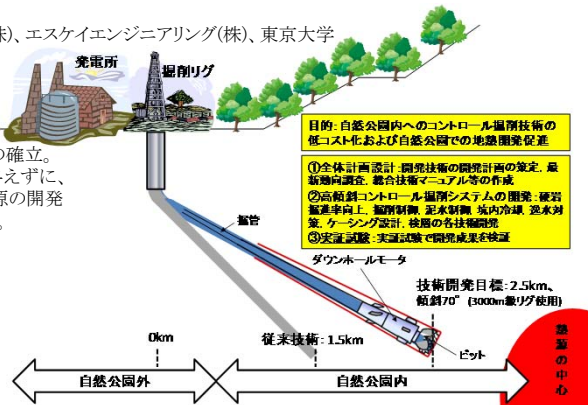 株)、エスケイエンジニアリング(株)、東京大学
発電所
掘削リグ
の確立。
えずに、
原の開発
。
目的:自然公園内へのコントロール掘削技術の
低コスト化および自然公園での地熱開発促進
①全体計画設計:開発技術の開発計画の策定、最
新動向調査、総合技術マニュアル等の作成
②高傾斜コントロール掘削システムの開発:硬岩
掘進率向上、掘削制御、泥水制御、坑内冷却、逸水対
策、ケーシング設計、検層の各技術開発
③実証試験:実証試験で開発成果を検証
掘管
ダウンホールモータ
技術開発目標:2.5km、
傾斜70° (3000m級リグ使用)
0km
従来技術:1.5km
ビット
熱源の中心
自然公園外
自然公園内